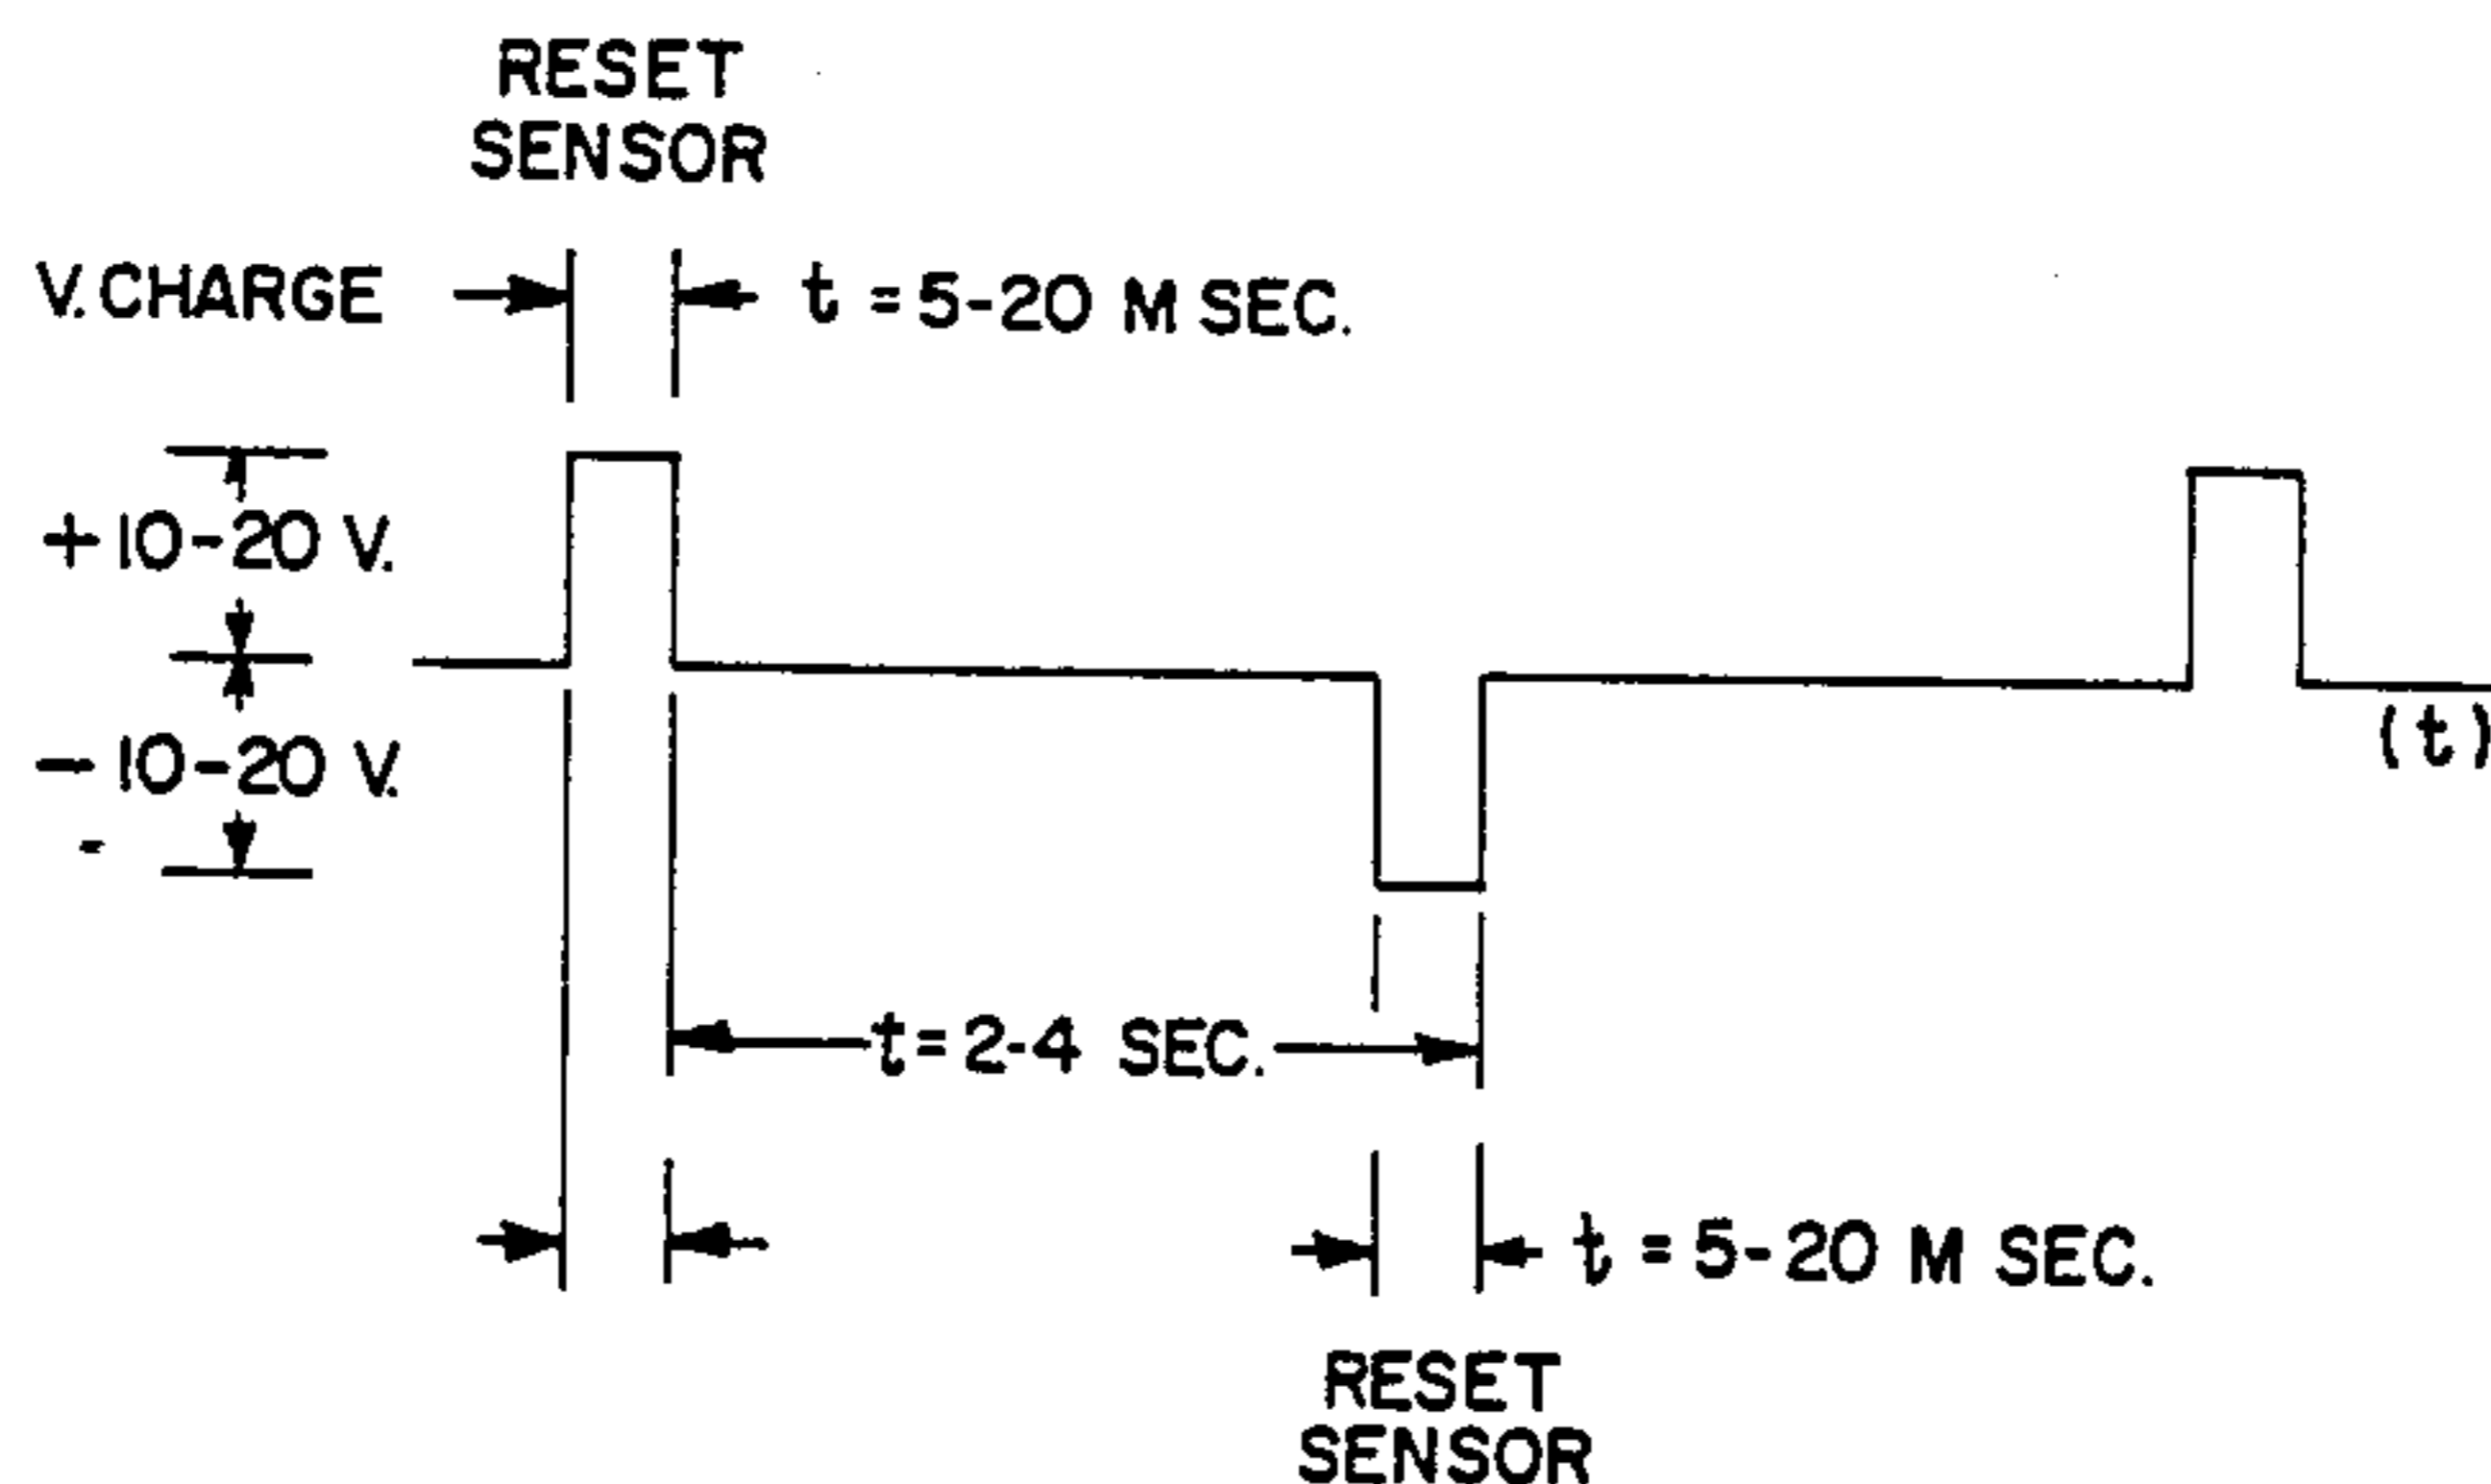 RESET
SENSOR
V. CHARGE
t = 5-20 M SEC.
+ 10-20 V.
- 10-20 V.
(t)
t = 2-4 SEC.
t = 5-20 M SEC.
RESET
SENSOR